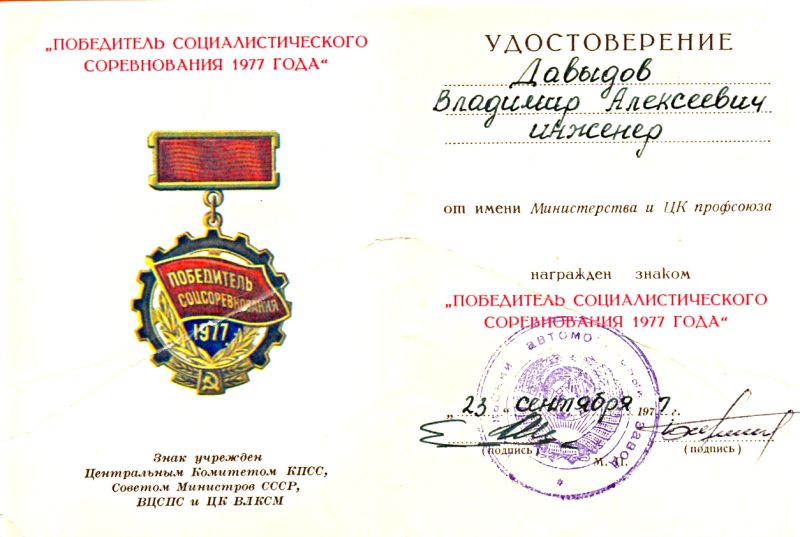 „ПОБЕДИТЕЛЬ СОЦИАЛИСТИЧЕСКОГО
СОРЕВНОВАНИЯ 1977 ГОДА“
ПОБЕДИТЕЛЬ
СОЦСОРЕВНОВАНИЯ
1977
Знак учрежден
Центральным Комитетом КПСС,
Советом Министров СССР,
ВЦСПС и ЦК ВЛКСМ
УДОСТОВЕРЕНИЕ
Давыдов
Владимир Алексеевич
инженер
от имени Министерства и ЦК профсоюза
награжден знаком
„ПОБЕДИТЕЛЬ СОЦИАЛИСТИЧЕСКОГО
СОРЕВНОВАНИЯ 1977 ГОДА“
„23“ сентября 1977 г.
(подпись) М. П. (подпись)
завод